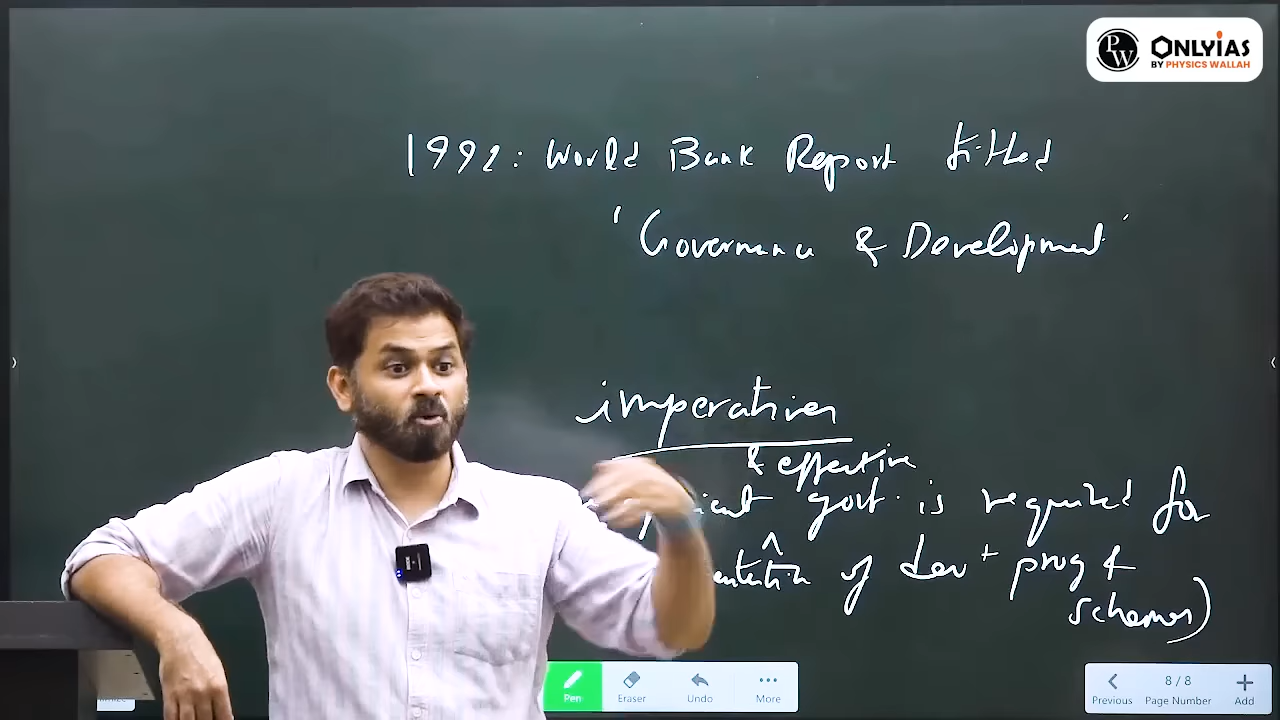 PW ONLYIAS
BY PHYSICS WALLAH
1992: World Bank Report titled
'Governance & Development'
imperatives
& effective
govt. is required for
of dev+ prog &
schemes)
Pen
Eraser
Undo
More
Previous
8 / 8
Page Number
Add